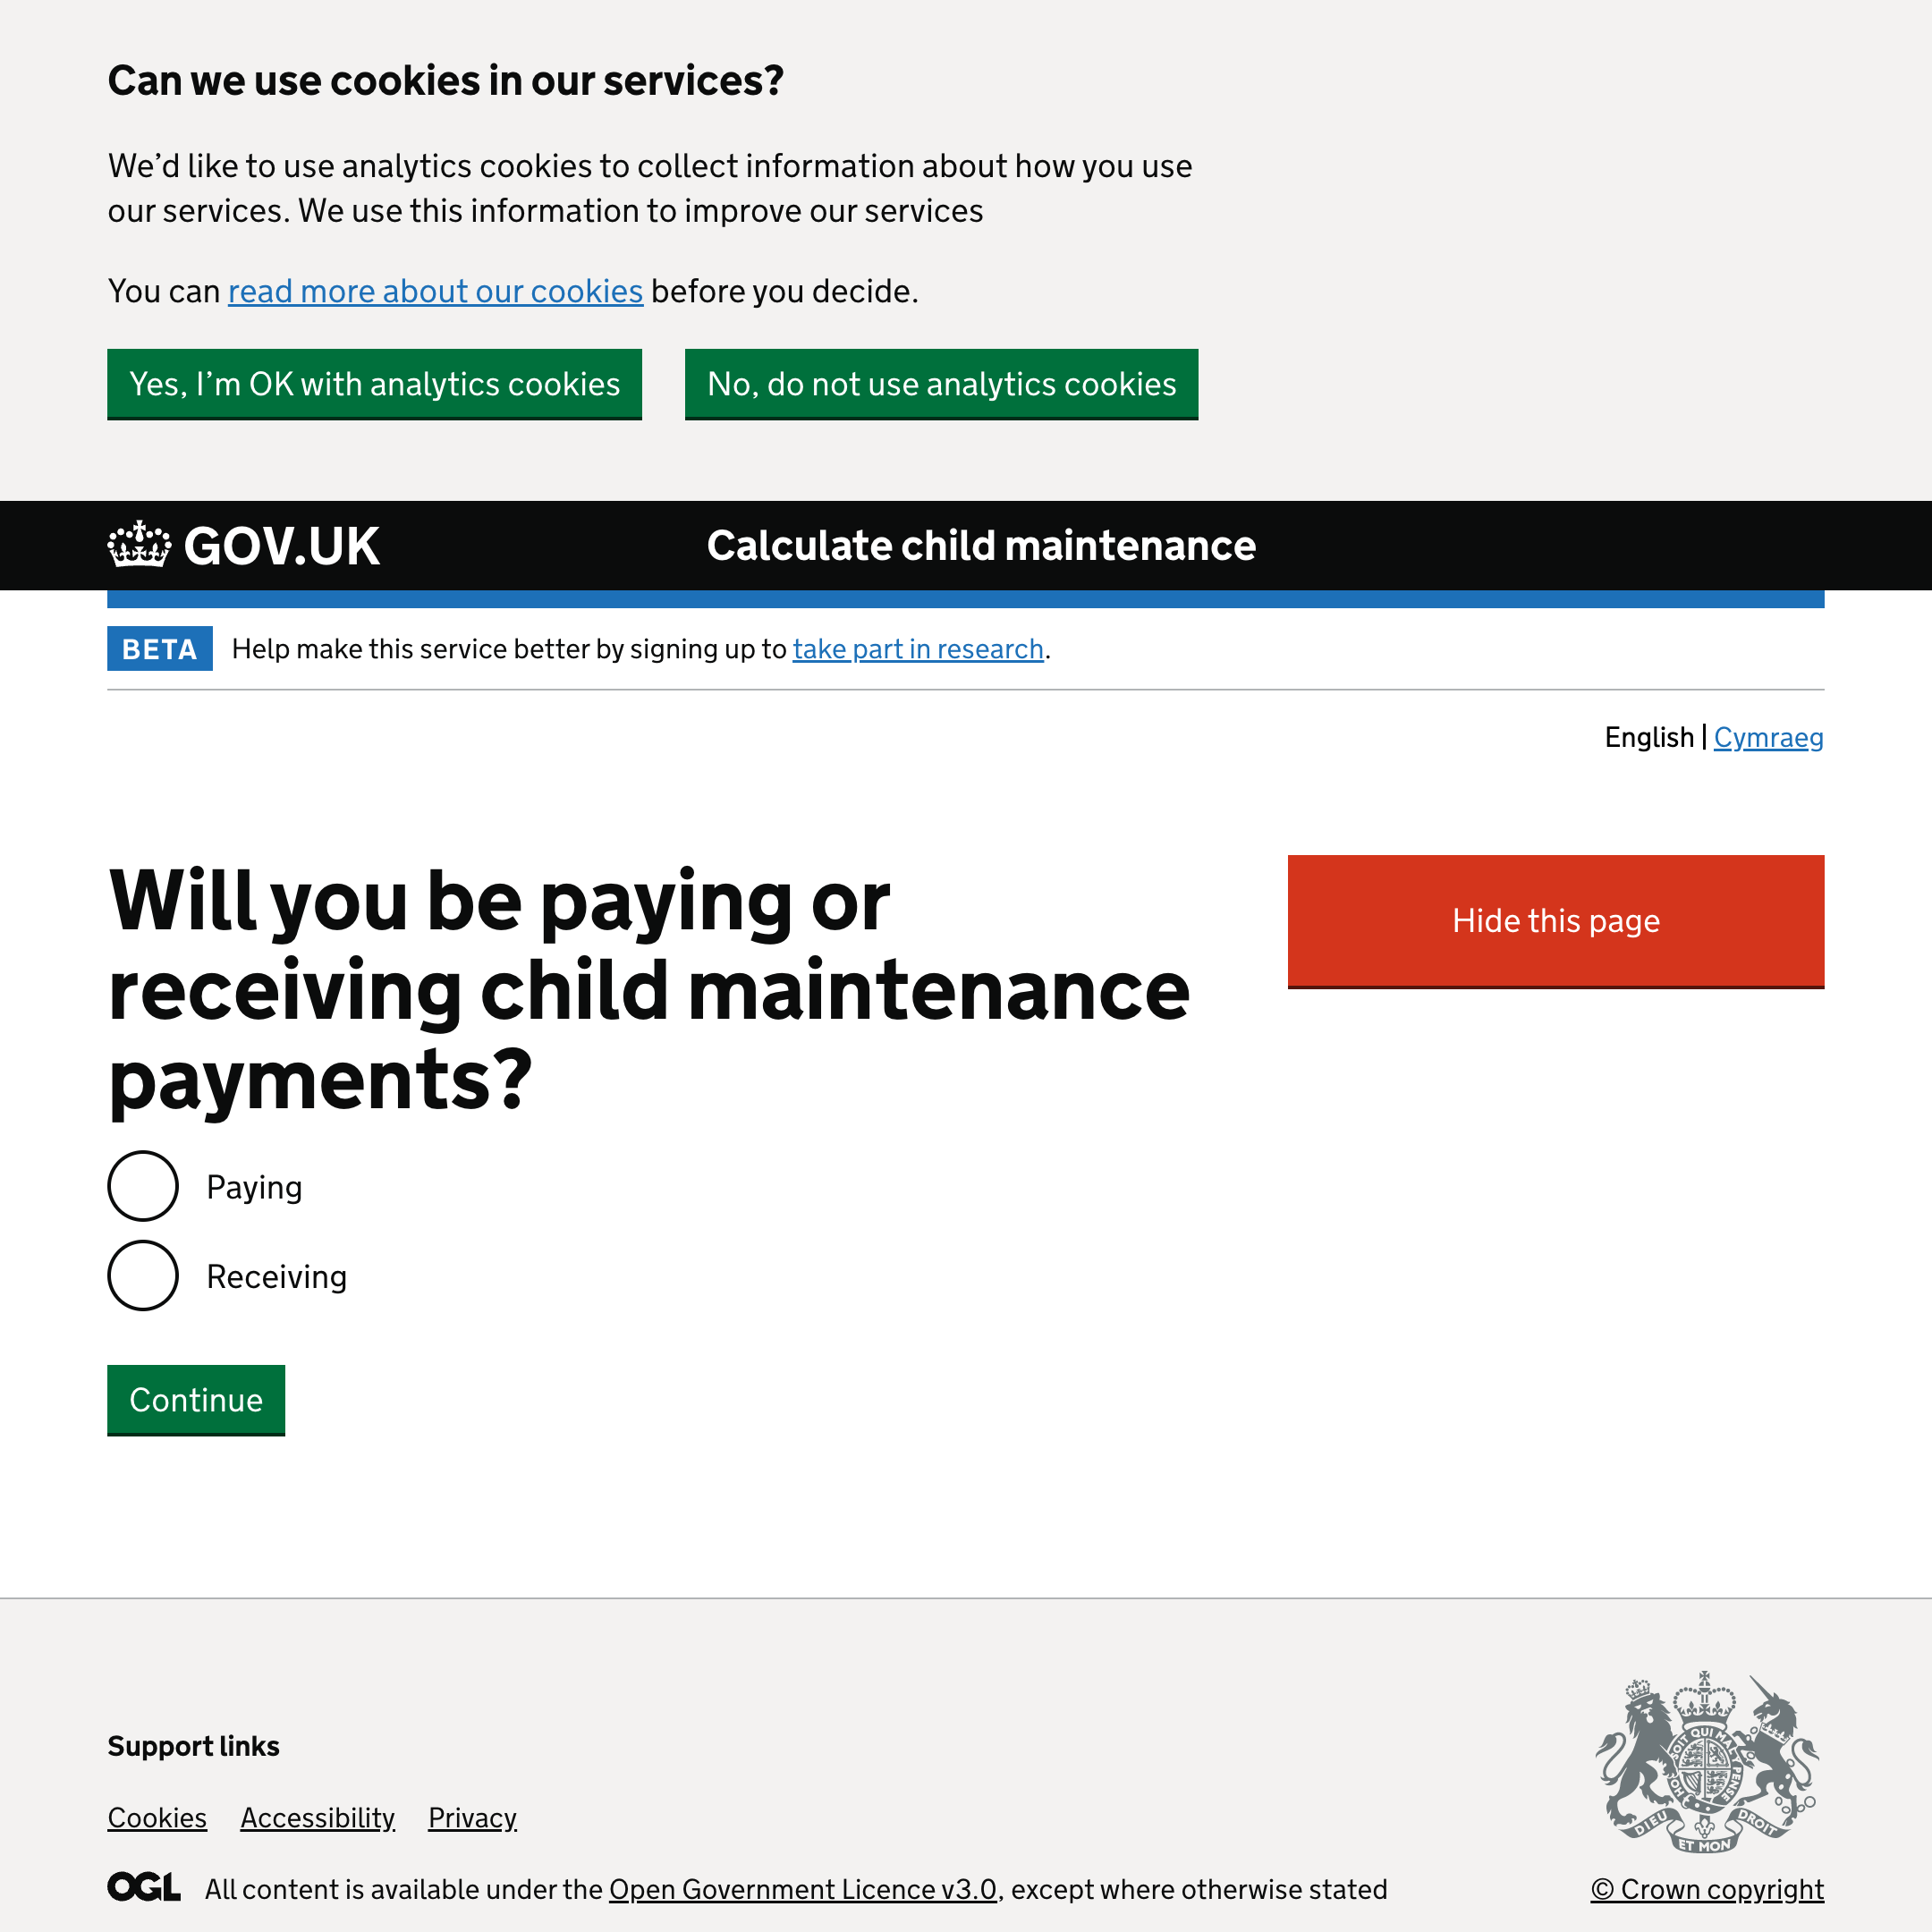 Can we use cookies in our services?
We’d like to use analytics cookies to collect information about how you use
our services. We use this information to improve our services
You can read more about our cookies before you decide.
Yes, I’m OK with analytics cookies
No, do not use analytics cookies
GOV.UK
Calculate child maintenance
BETA
Help make this service better by signing up to take part in research.
English | Cymraeg
Will you be paying or
receiving child maintenance
payments?
Hide this page
Paying
Receiving
Continue
Support links
Cookies
Accessibility
Privacy
OGL
All content is available under the Open Government Licence v3.0, except where otherwise stated
HONI SOIT QUI MAL Y PENSE
DIEU ET MON DROIT
© Crown copyright